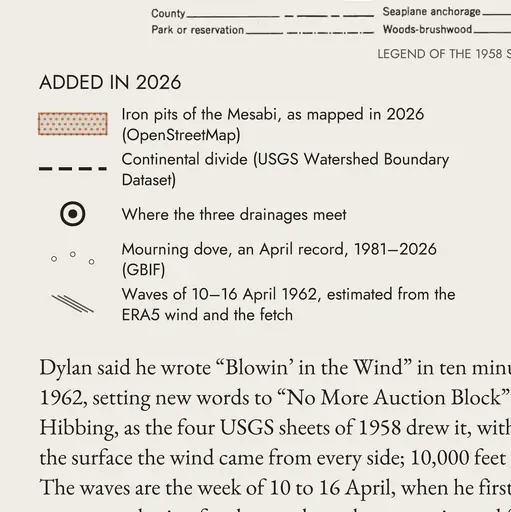 County
Seaplane anchorage
Park or reservation
Woods-brushwood
LEGEND OF THE 1958
ADDED IN 2026
Iron pits of the Mesabi, as mapped in 2026
(OpenStreetMap)
Continental divide (USGS Watershed Boundary
Dataset)
Where the three drainages meet
Mourning dove, an April record, 1981–2026
(GBIF)
Waves of 10–16 April 1962, estimated from the
ERA5 wind and the fetch
Dylan said he wrote “Blowin’ in the Wind” in ten
1962, setting new words to “No More Auction Block”
Hibbing, as the four USGS sheets of 1958 drew it,
the surface the wind came from every side; 10,000 feet
The waves are the week of 10 to 16 April, when he first